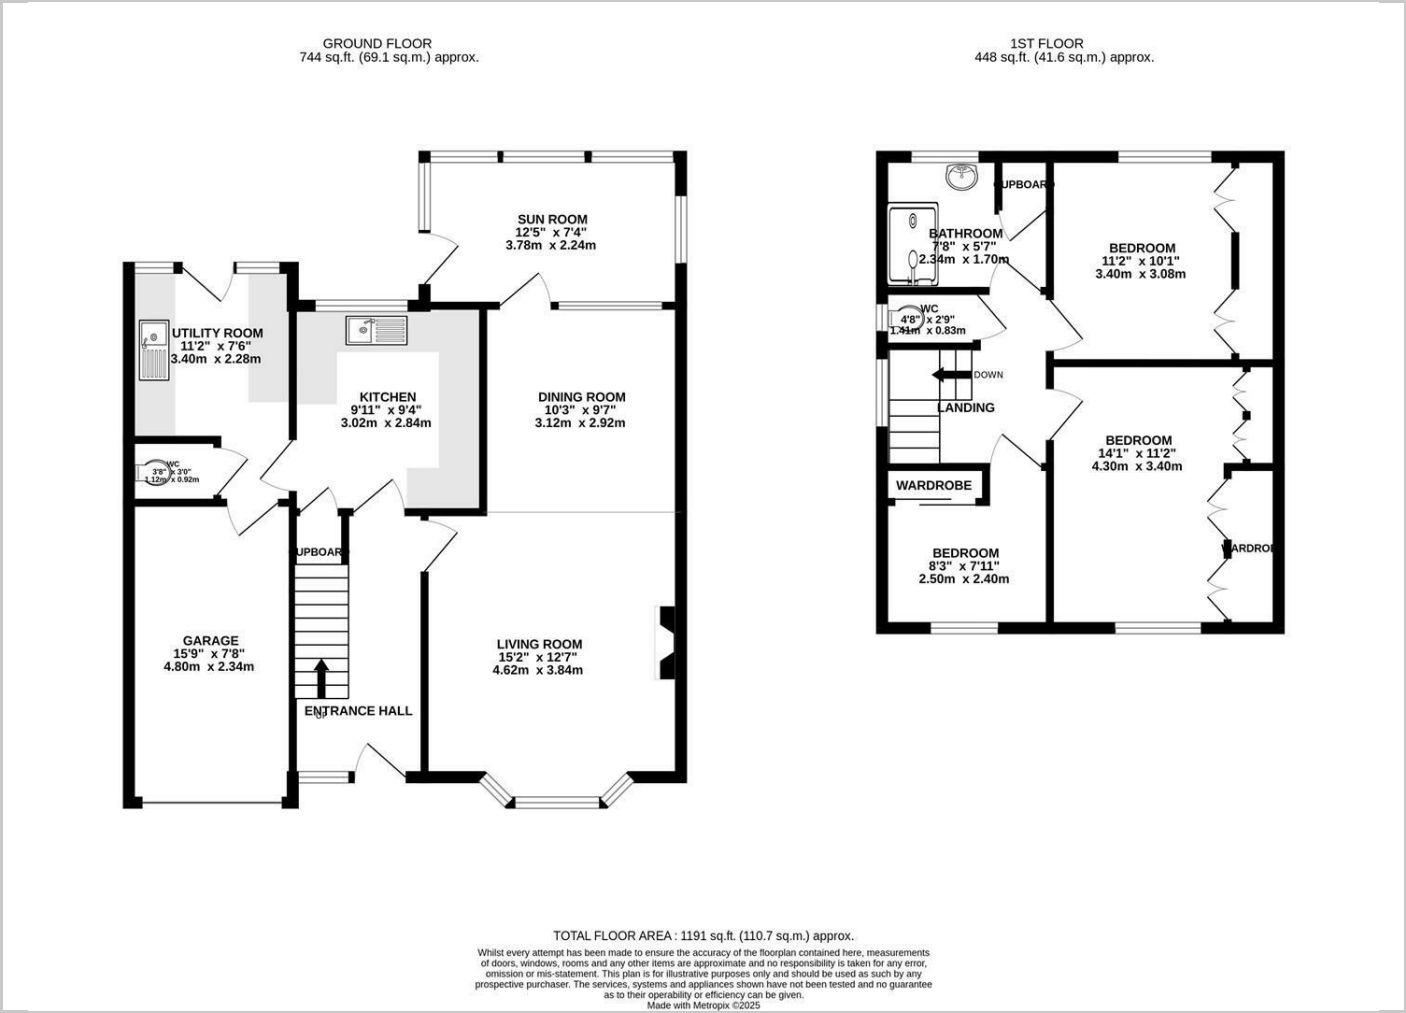 GROUND FLOOR
744 sq.ft. (69.1 sq.m.) approx.
1ST FLOOR
448 sq.ft. (41.6 sq.m.) approx.
SUN ROOM
12'5" x 7'4"
3.78m x 2.24m
UTILITY ROOM
11'2" x 7'6"
3.40m x 2.28m
KITCHEN
9'11" x 9'4"
3.02m x 2.84m
DINING ROOM
10'3" x 9'7"
3.12m x 2.92m
WC
3'8" x 3'0"
1.12m x 0.92m
UPBOARD
GARAGE
15'9" x 7'8"
4.80m x 2.34m
LIVING ROOM
15'2" x 12'7"
4.62m x 3.84m
ENTRANCE HALL
UP
UPBOARD
BATHROOM
7'8" x 5'7"
2.34m x 1.70m
BEDROOM
11'2" x 10'1"
3.40m x 3.08m
WC
4'8" x 2'9"
1.41m x 0.83m
DOWN
LANDING
BEDROOM
14'1" x 11'2"
4.30m x 3.40m
WARDROBE
BEDROOM
8'3" x 7'11"
2.50m x 2.40m
WARDROB
TOTAL FLOOR AREA : 1191 sq.ft. (110.7 sq.m.) approx.
Whilst every attempt has been made to ensure the accuracy of the floorplan contained here, measurements
of doors, windows, rooms and any other items are approximate and no responsibility is taken for any error,
omission or mis-statement. This plan is for illustrative purposes only and should be used as such by any
prospective purchaser. The services, systems and appliances shown have not been tested and no guarantee
as to their operability or efficiency can be given.
Made with Metropix ©2025